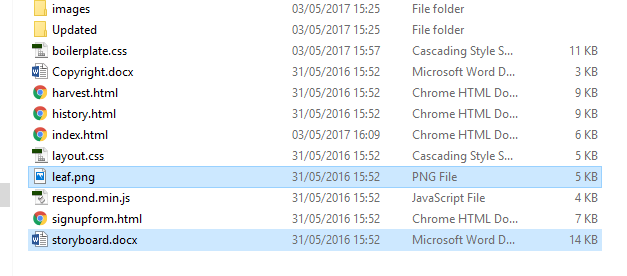 images 03/05/2017 15:25 File folder
Updated 03/05/2017 15:25 File folder
boilerplate.css 03/05/2017 15:57 Cascading Style S... 11 KB
Copyright.docx 31/05/2016 15:52 Microsoft Word D... 3 KB
harvest.html 31/05/2016 15:52 Chrome HTML Do... 9 KB
history.html 31/05/2016 15:52 Chrome HTML Do... 9 KB
index.html 03/05/2017 16:09 Chrome HTML Do... 6 KB
layout.css 31/05/2016 15:52 Cascading Style S... 5 KB
leaf.png 31/05/2016 15:52 PNG File 5 KB
respond.min.js 31/05/2016 15:52 JavaScript File 4 KB
signupform.html 31/05/2016 15:52 Chrome HTML Do... 7 KB
storyboard.docx 31/05/2016 15:52 Microsoft Word D... 14 KB